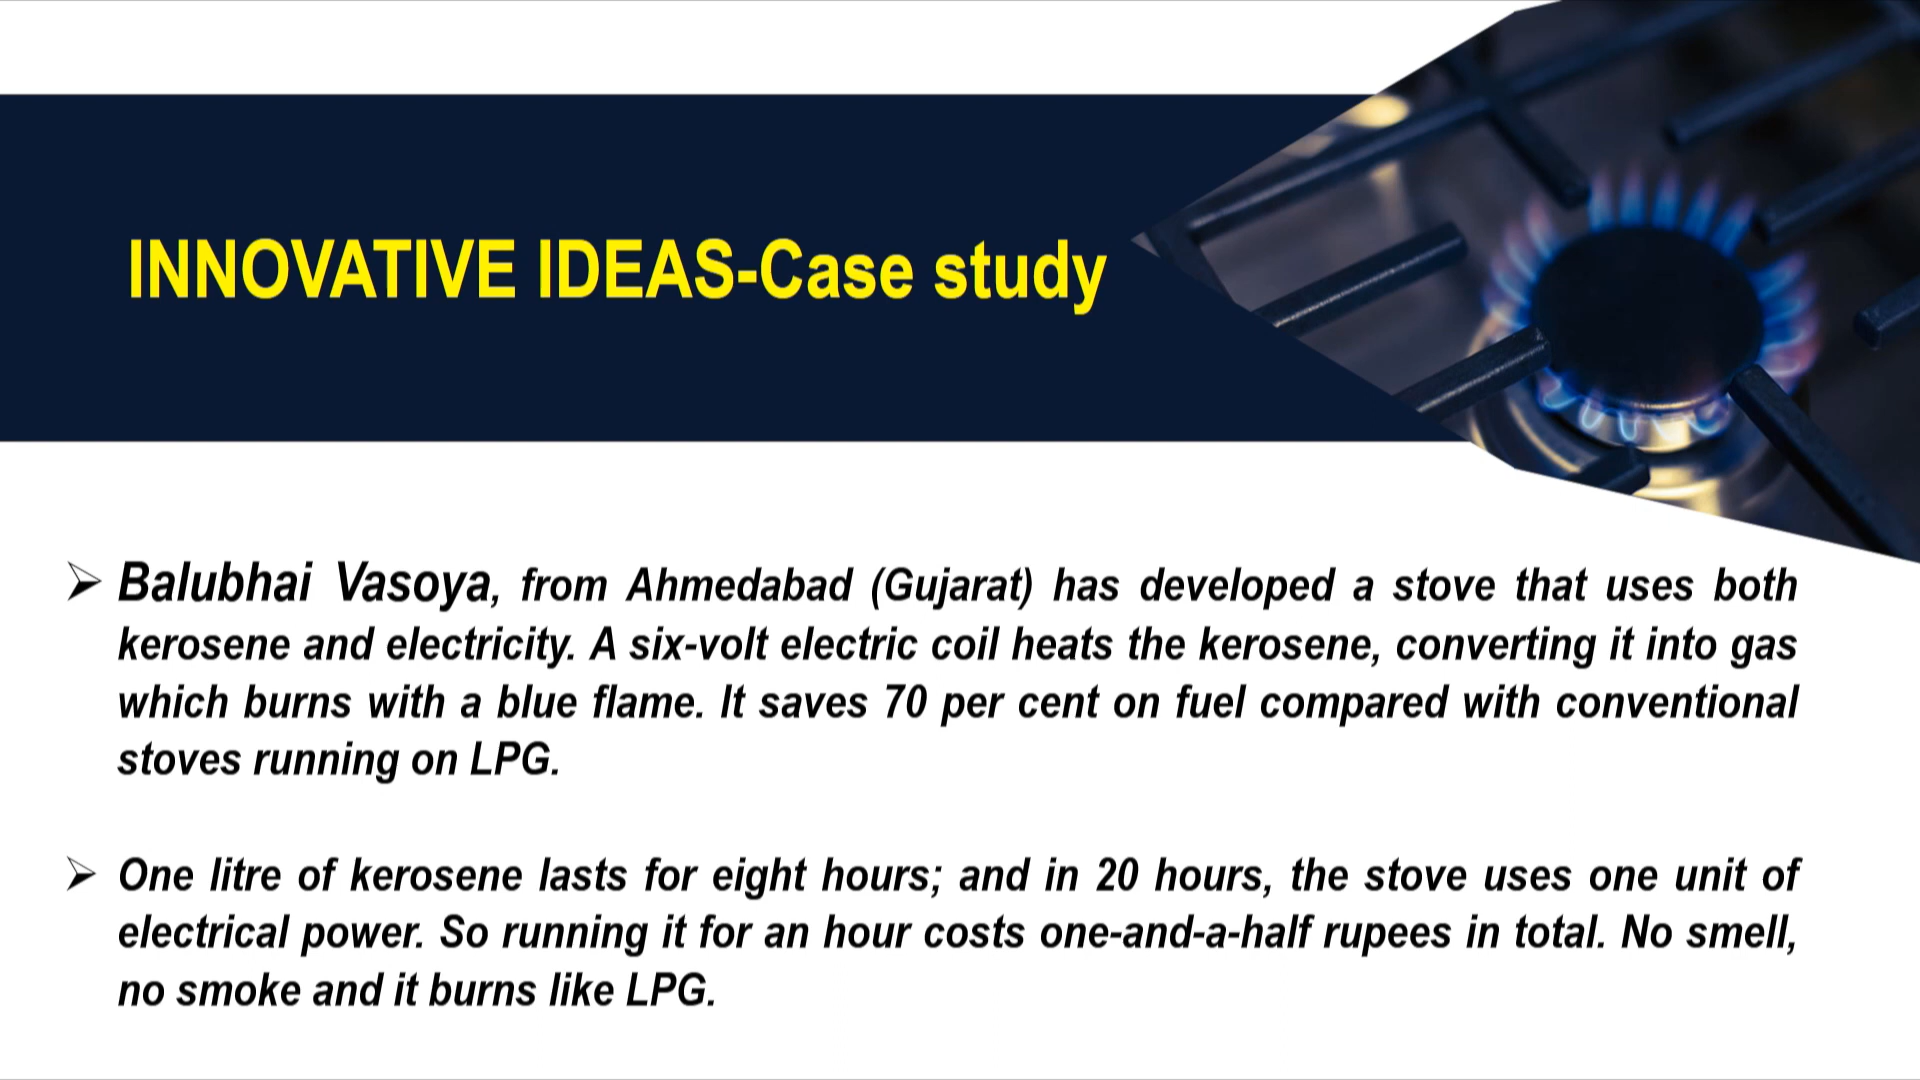 INNOVATIVE IDEAS-Case study
➢ Balubhai Vasoya, from Ahmedabad (Gujarat) has developed a stove that uses both
kerosene and electricity. A six-volt electric coil heats the kerosene, converting it into gas
which burns with a blue flame. It saves 70 per cent on fuel compared with conventional
stoves running on LPG.
➢ One litre of kerosene lasts for eight hours; and in 20 hours, the stove uses one unit of
electrical power. So running it for an hour costs one-and-a-half rupees in total. No smell,
no smoke and it burns like LPG.